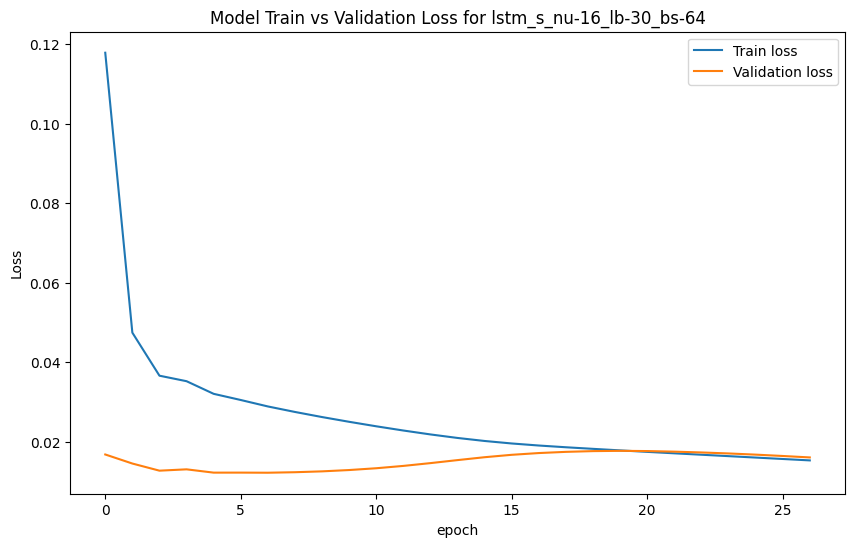 Model Train vs Validation Loss for lstm_s_nu-16_lb-30_bs-64
Train loss
Validation loss
0.12
0.10
0.08
0.06
0.04
0.02
Loss
0 5 10 15 20 25
epoch